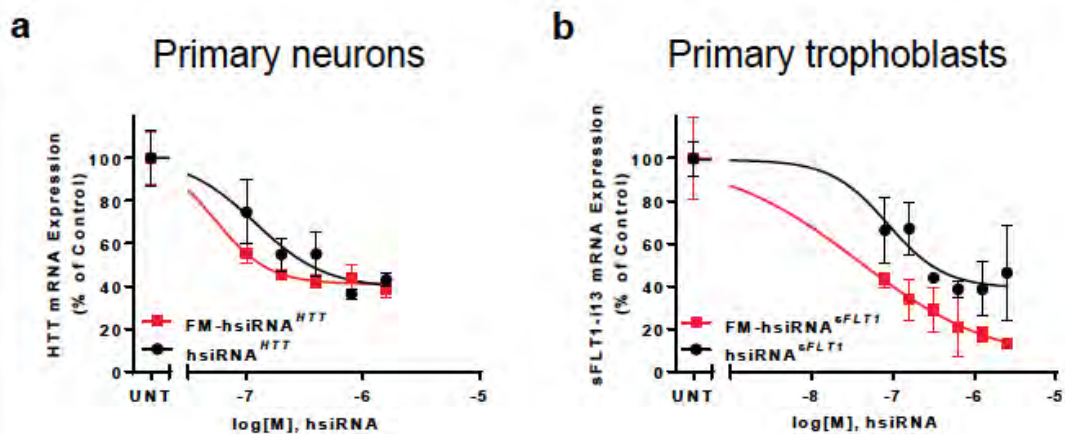 a
Primary neurons
HTT mRNA Expression
(% of Control)
100
80
60
40
20
0
FM-hsiRNA^HTT
hsiRNA^HTT
UNT
-7
-6
-5
log[M], hsiRNA
b
Primary trophoblasts
sFLT1-i13 mRNA Expression
(% of Control)
100
80
60
40
20
0
FM-hsiRNA^sFLT1
hsiRNA^sFLT1
UNT
-8
-7
-6
-5
log[M], hsiRNA